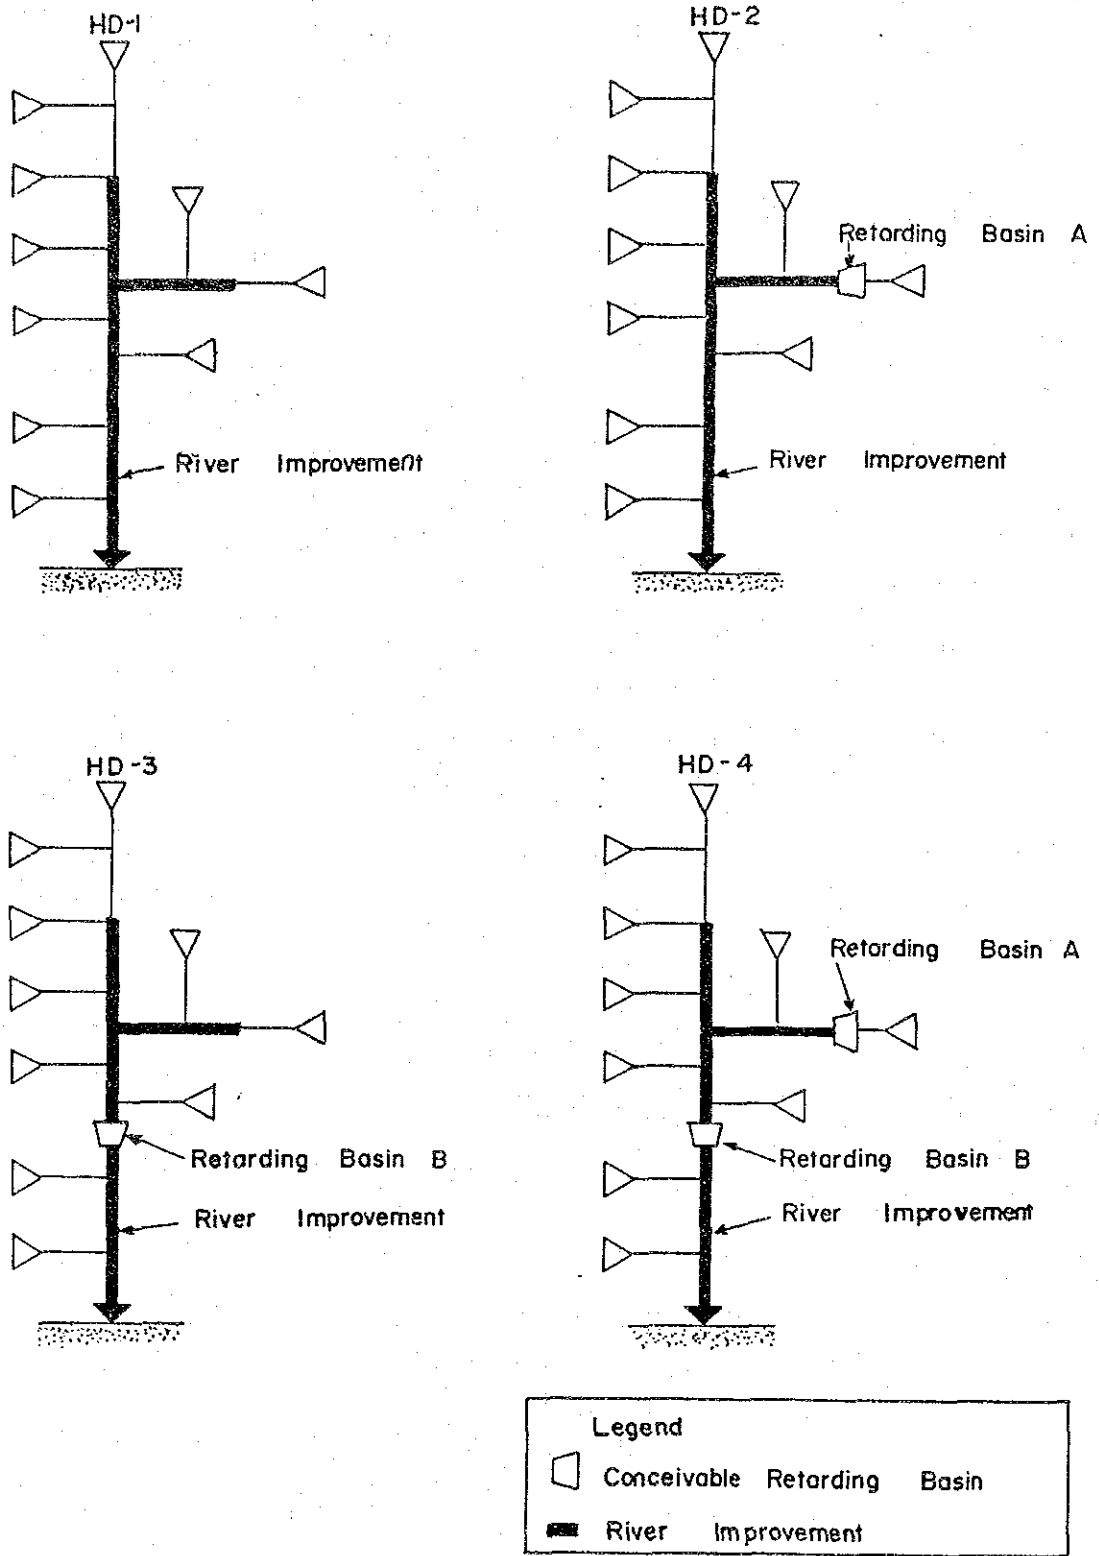 HD-1
River Improvement
HD-2
Retarding Basin A
River Improvement
HD-3
Retarding Basin B
River Improvement
HD-4
Retarding Basin A
Retarding Basin B
River Improvement
Legend
Conceivable Retarding Basin
River Improvement